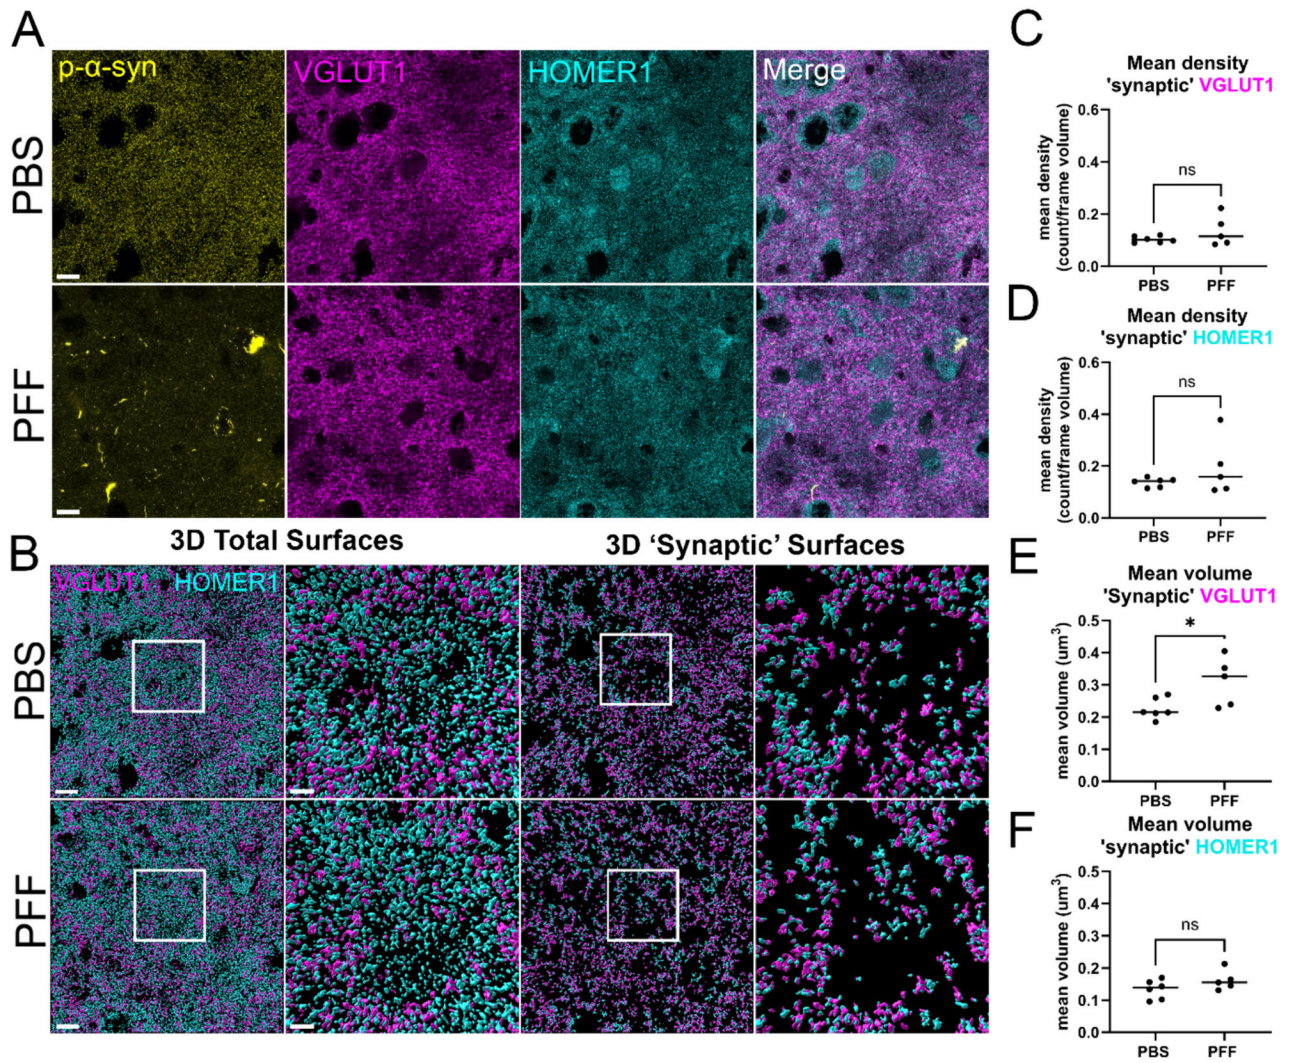 A
p-α-syn
VGLUT1
HOMER1
Merge
PBS
PFF
B
3D Total Surfaces
3D ‘Synaptic’ Surfaces
VGLUT1 HOMER1
PBS
PFF
C
Mean density
'synaptic' VGLUT1
mean density
(count/frame volume)
0.6
0.4
0.2
0.0
ns
PBS
PFF
D
Mean density
'synaptic' HOMER1
mean density
(count/frame volume)
0.6
0.4
0.2
0.0
ns
PBS
PFF
E
Mean volume
'Synaptic' VGLUT1
mean volume (um³)
0.5
0.4
0.3
0.2
0.1
0.0
*
PBS
PFF
F
Mean volume
'synaptic' HOMER1
mean volume (um³)
0.5
0.4
0.3
0.2
0.1
0.0
ns
PBS
PFF